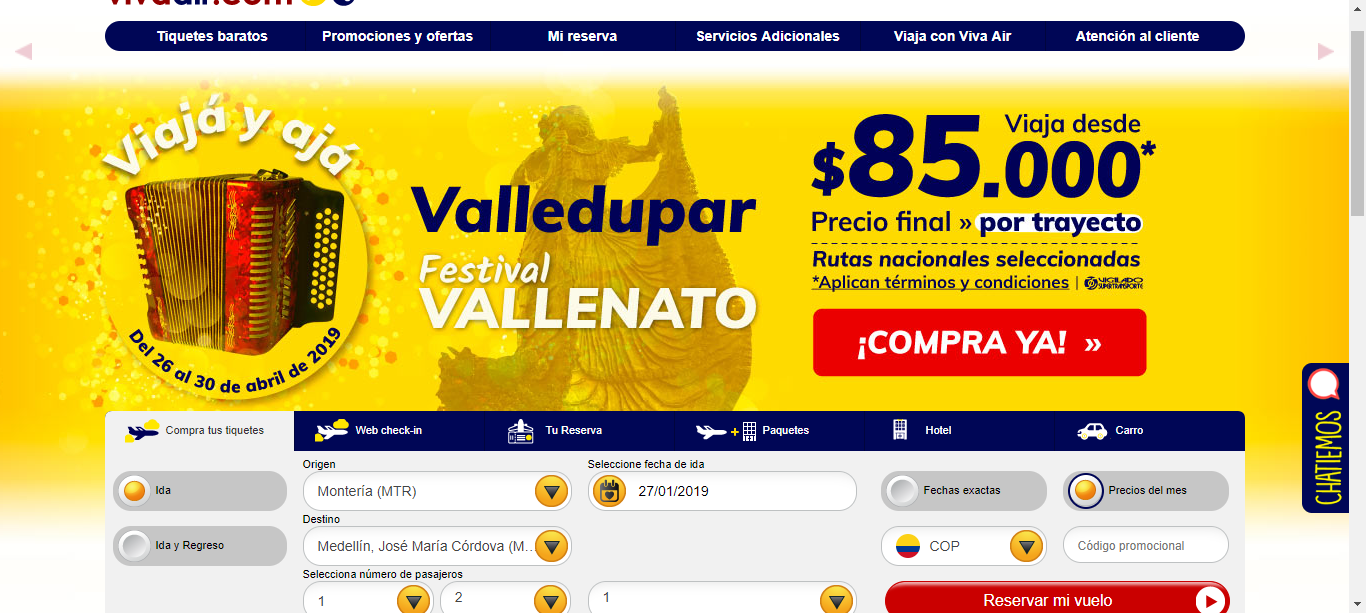 vivaair.com
Tiquetes baratos
Promociones y ofertas
Mi reserva
Servicios Adicionales
Viaja con Viva Air
Atención al cliente
Viajá y ajá
Del 26 al 30 de abril de 2019
Valledupar
Festival
VALLENATO
Viaja desde
$85.000*
Precio final » por trayecto
Rutas nacionales seleccionadas
*Aplican términos y condiciones | VIGILADO
SUPERTRANSPORTE
¡COMPRA YA! »
CHATIEMOS
Compra tus tiquetes
Web check-in
Tu Reserva
Paquetes
Hotel
Carro
Origen
Seleccione fecha de ida
Ida
Montería (MTR)
27/01/2019
Fechas exactas
Precios del mes
Destino
Ida y Regreso
Medellín, José María Córdova (M...
COP
Código promocional
Selecciona número de pasajeros
1
2
1
Reservar mi vuelo